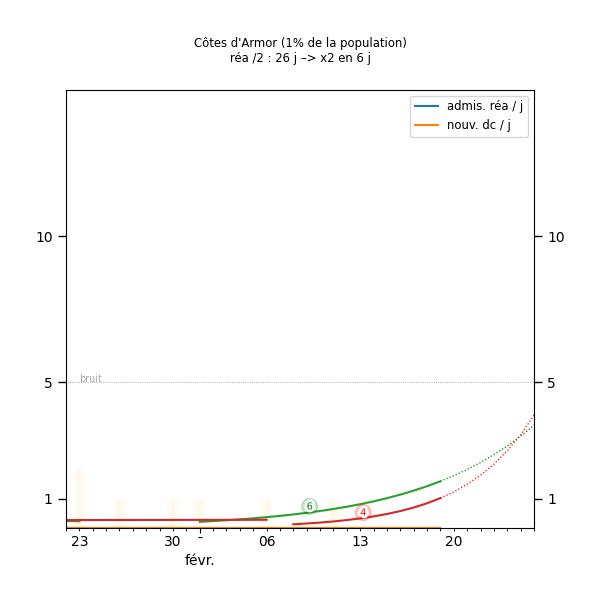 Côtes d'Armor (1% de la population)
réa /2 : 26 j –> x2 en 6 j
admis. réa / j
nouv. dc / j
10
10
bruit
5
5
6
4
1
1
23
30
-
06
13
20
févr.